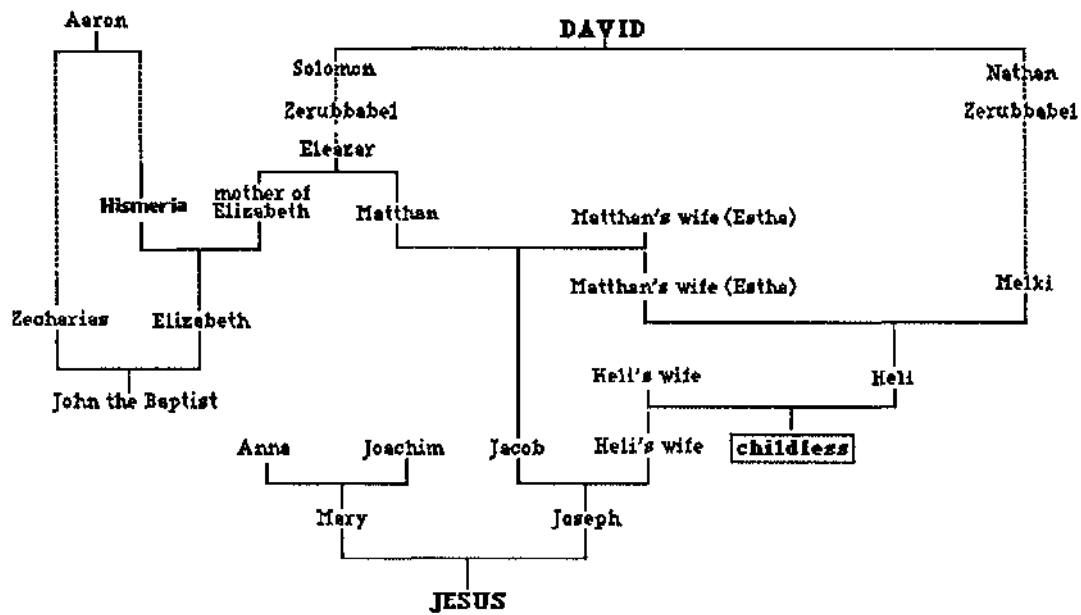 Aaron
DAVID
Solomon
Nathan
Zerubbabel
Zerubbabel
Eleazar
Hismeria
mother of
Elizabeth
Matthan
Matthan's wife (Estha)
Matthan's wife (Estha)
Melki
Zecharias
Elizabeth
Heli's wife
Heli
John the Baptist
Anna
Joachim
Jacob
Heli's wife
childless
Mary
Joseph
JESUS